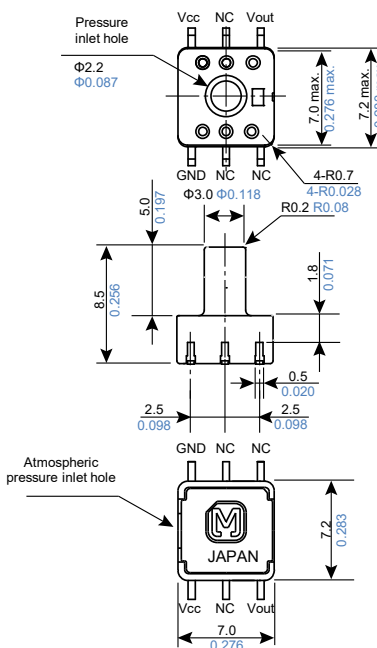 Vcc NC Vout
Pressure
inlet hole
Φ2.2
Φ0.087
7.0 max.
0.276 max.
7.2 max.
GND NC NC
4-R0.7
4-R0.028
Φ3.0 Φ0.118
R0.2 R0.08
5.0
0.197
8.5
0.256
1.8
0.071
0.5
0.020
2.5
0.098
2.5
0.098
GND NC NC
Atmospheric
pressure inlet hole
JAPAN
7.2
0.283
Vcc NC Vout
7.0
0.276